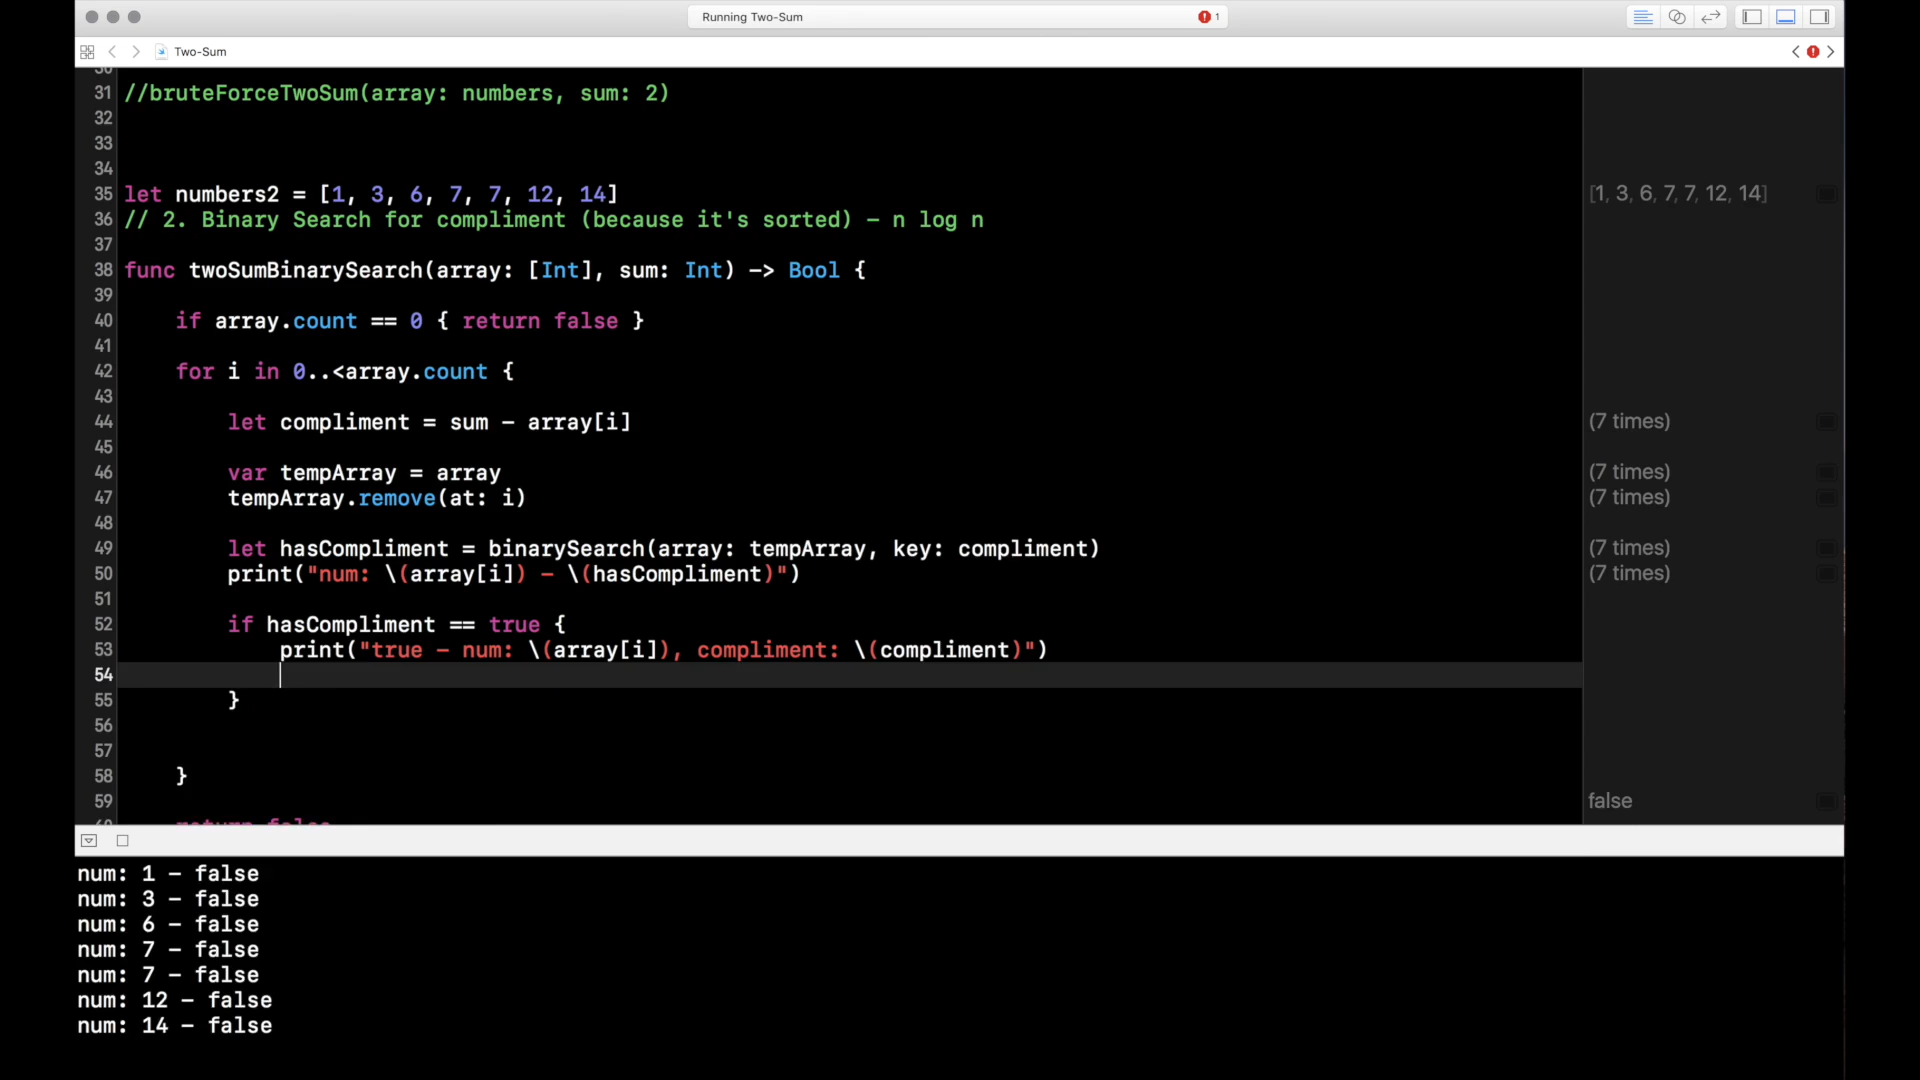 Running Two-Sum 1
Two-Sum
30
31 //bruteForceTwoSum(array: numbers, sum: 2)
32
33
34
35 let numbers2 = [1, 3, 6, 7, 7, 12, 14] [1, 3, 6, 7, 7, 12, 14]
36 // 2. Binary Search for compliment (because it's sorted) – n log n
37
38 func twoSumBinarySearch(array: [Int], sum: Int) -> Bool {
39
40 if array.count == 0 { return false }
41
42 for i in 0..<array.count {
43
44 let compliment = sum - array[i] (7 times)
45
46 var tempArray = array (7 times)
47 tempArray.remove(at: i) (7 times)
48
49 let hasCompliment = binarySearch(array: tempArray, key: compliment) (7 times)
50 print("num: \(array[i]) - \(hasCompliment)") (7 times)
51
52 if hasCompliment == true {
53 print("true - num: \(array[i]), compliment: \(compliment)")
54
55 }
56
57
58 }
59 false
60 return false
num: 1 - false
num: 3 - false
num: 6 - false
num: 7 - false
num: 7 - false
num: 12 - false
num: 14 - false